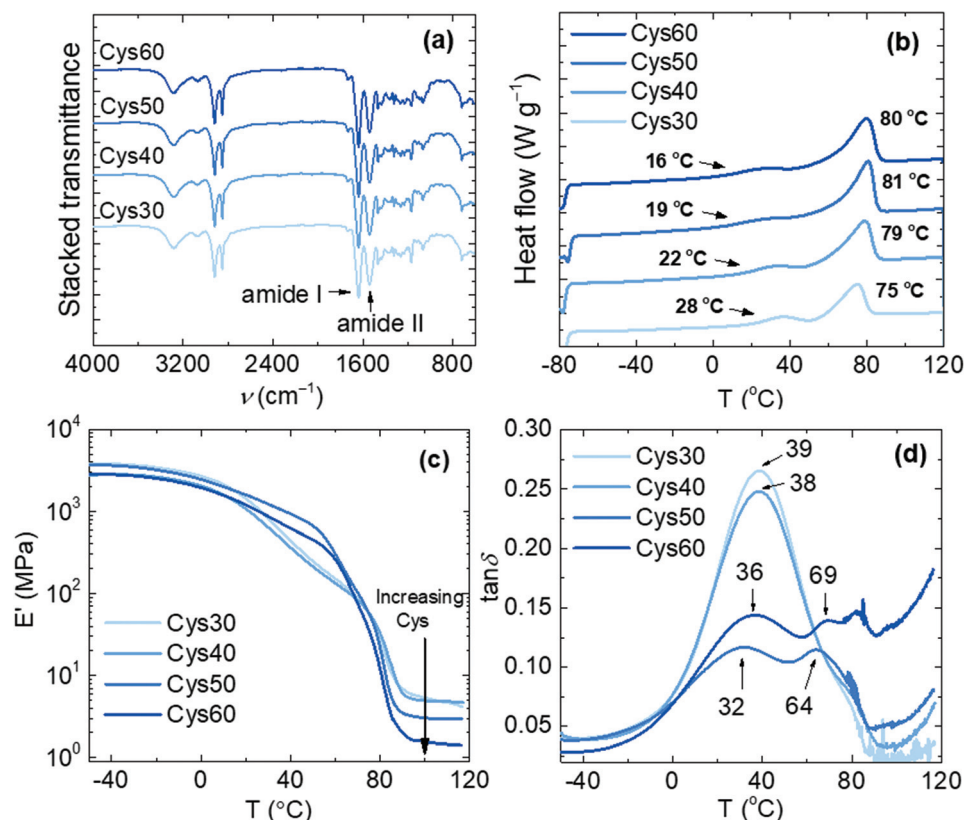 (a)
Stacked transmittance
Cys60
Cys50
Cys40
Cys30
amide I
amide II
4000 3200 2400 1600 800
ν (cm⁻¹)
(b)
Heat flow (W g⁻¹)
Cys60
Cys50
Cys40
Cys30
80 °C
16 °C
81 °C
19 °C
79 °C
22 °C
75 °C
28 °C
-80 -40 0 40 80 120
T (°C)
(c)
E' (MPa)
10⁴
10³
10²
10¹
10⁰
Increasing
Cys
Cys30
Cys40
Cys50
Cys60
-40 0 40 80 120
T (°C)
(d)
tanδ
0.30
0.25
0.20
0.15
0.10
0.05
Cys30
Cys40
Cys50
Cys60
39
38
36
69
32
64
-40 0 40 80 120
T (°C)